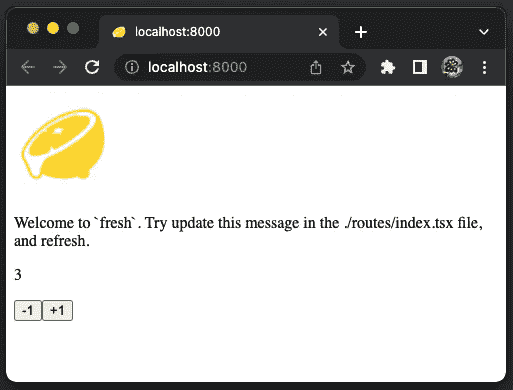 localhost:8000
localhost:8000
Welcome to `fresh`. Try update this message in the ./routes/index.tsx file,
and refresh.
3
-1 +1